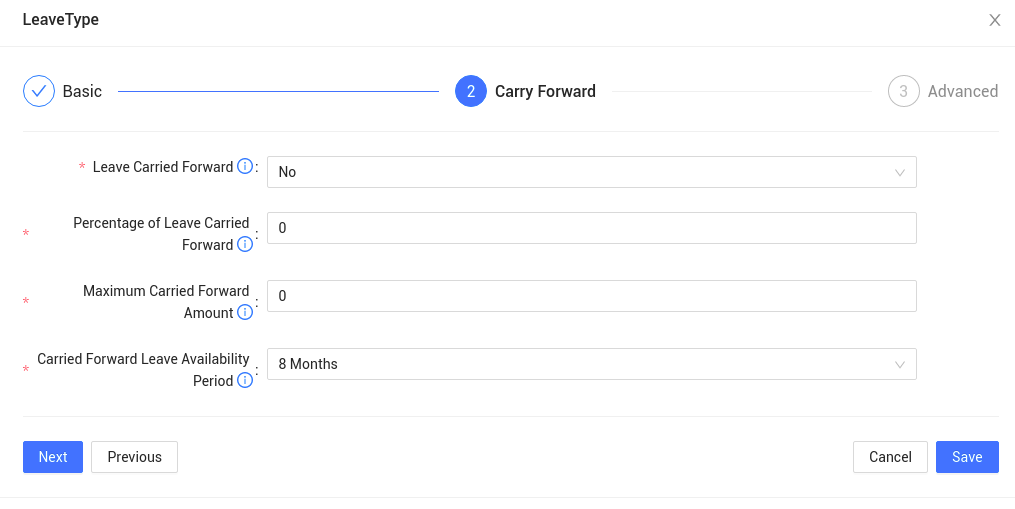 LeaveType
Basic
2 Carry Forward
3 Advanced
* Leave Carried Forward :
No
* Percentage of Leave Carried
Forward :
0
* Maximum Carried Forward
Amount :
0
* Carried Forward Leave Availability
Period :
8 Months
Next Previous Cancel Save